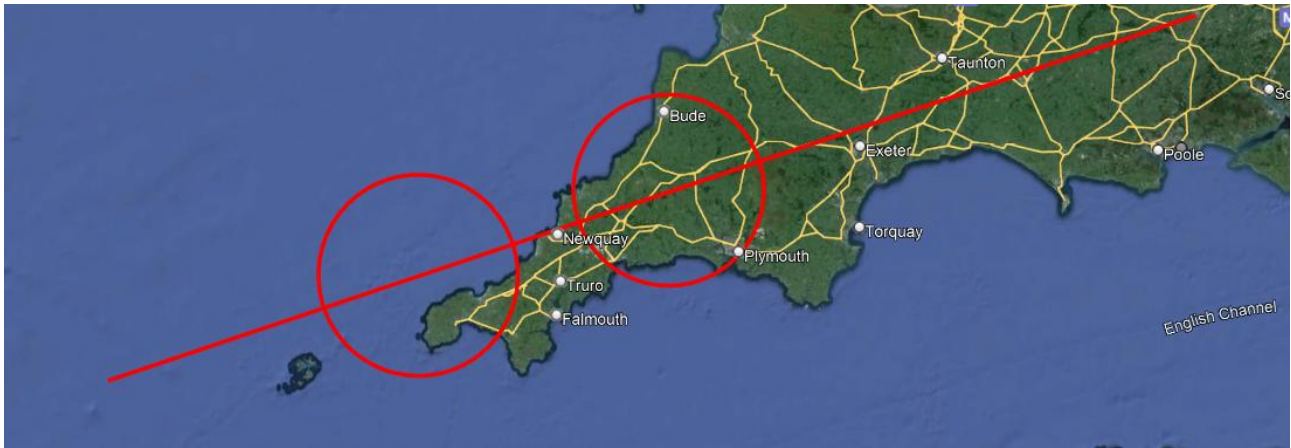 Taunton
Bude
Exeter
Poole
Newquay
Torquay
Plymouth
Truro
Falmouth
English Channel